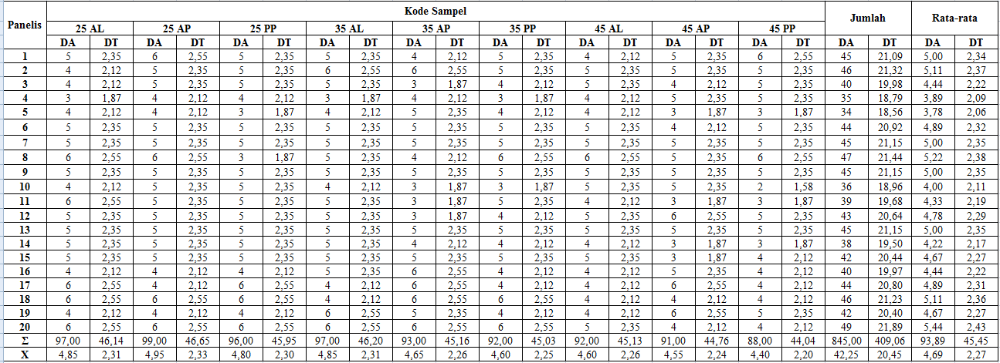 Panelis Kode Sampel Jumlah Rata-rata
25 AL 25 AP 25 PP 35 AL 35 AP 35 PP 45 AL 45 AP 45 PP
DA DT DA DT DA DT DA DT DA DT DA DT DA DT DA DT DA DT DA DT DA DT
1 5 2,35 6 2,55 5 2,35 5 2,35 4 2,12 5 2,35 4 2,12 5 2,35 6 2,55 45 21,09 5,00 2,34
2 4 2,12 5 2,35 5 2,35 6 2,55 6 2,55 5 2,35 5 2,35 5 2,35 5 2,35 46 21,32 5,11 2,37
3 4 2,12 5 2,35 5 2,35 5 2,35 3 1,87 4 2,12 5 2,35 4 2,12 5 2,35 40 19,98 4,44 2,22
4 3 1,87 4 2,12 4 2,12 3 1,87 4 2,12 3 1,87 4 2,12 5 2,35 5 2,35 35 18,79 3,89 2,09
5 4 2,12 4 2,12 3 1,87 4 2,12 5 2,35 4 2,12 4 2,12 3 1,87 3 1,87 34 18,56 3,78 2,06
6 5 2,35 5 2,35 5 2,35 5 2,35 5 2,35 5 2,35 5 2,35 4 2,12 5 2,35 44 20,92 4,89 2,32
7 5 2,35 5 2,35 5 2,35 5 2,35 5 2,35 5 2,35 5 2,35 5 2,35 5 2,35 45 21,15 5,00 2,35
8 6 2,55 6 2,55 3 1,87 5 2,35 4 2,12 6 2,55 6 2,55 5 2,35 6 2,55 47 21,44 5,22 2,38
9 5 2,35 5 2,35 5 2,35 5 2,35 5 2,35 5 2,35 5 2,35 5 2,35 5 2,35 45 21,15 5,00 2,35
10 4 2,12 5 2,35 5 2,35 4 2,12 3 1,87 3 1,87 5 2,35 5 2,35 2 1,58 36 18,96 4,00 2,11
11 6 2,55 5 2,35 5 2,35 5 2,35 3 1,87 5 2,35 4 2,12 3 1,87 3 1,87 39 19,68 4,33 2,19
12 5 2,35 5 2,35 5 2,35 5 2,35 3 1,87 4 2,12 5 2,35 6 2,55 5 2,35 43 20,64 4,78 2,29
13 5 2,35 5 2,35 5 2,35 5 2,35 5 2,35 5 2,35 5 2,35 5 2,35 5 2,35 45 21,15 5,00 2,35
14 5 2,35 5 2,35 5 2,35 5 2,35 4 2,12 4 2,12 4 2,12 3 1,87 3 1,87 38 19,50 4,22 2,17
15 5 2,35 5 2,35 5 2,35 5 2,35 5 2,35 5 2,35 5 2,35 3 1,87 4 2,12 42 20,44 4,67 2,27
16 4 2,12 4 2,12 4 2,12 5 2,35 6 2,55 4 2,12 4 2,12 5 2,35 4 2,12 40 19,97 4,44 2,22
17 6 2,55 4 2,12 6 2,55 4 2,12 6 2,55 4 2,12 4 2,12 6 2,55 4 2,12 44 20,80 4,89 2,31
18 6 2,55 6 2,55 6 2,55 4 2,12 6 2,55 6 2,55 4 2,12 4 2,12 4 2,12 46 21,23 5,11 2,36
19 4 2,12 4 2,12 4 2,12 6 2,55 5 2,35 4 2,12 4 2,12 6 2,55 5 2,35 42 20,40 4,67 2,27
20 6 2,55 6 2,55 6 2,55 6 2,55 6 2,55 6 2,55 5 2,35 4 2,12 4 2,12 49 21,89 5,44 2,43
Σ 97,00 46,14 99,00 46,65 96,00 45,95 97,00 46,20 93,00 45,16 92,00 45,03 92,00 45,13 91,00 44,76 88,00 44,04 845,00 409,06 93,89 45,45
X 4,85 2,31 4,95 2,33 4,80 2,30 4,85 2,31 4,65 2,26 4,60 2,25 4,60 2,26 4,55 2,24 4,40 2,20 42,25 20,45 4,69 2,27